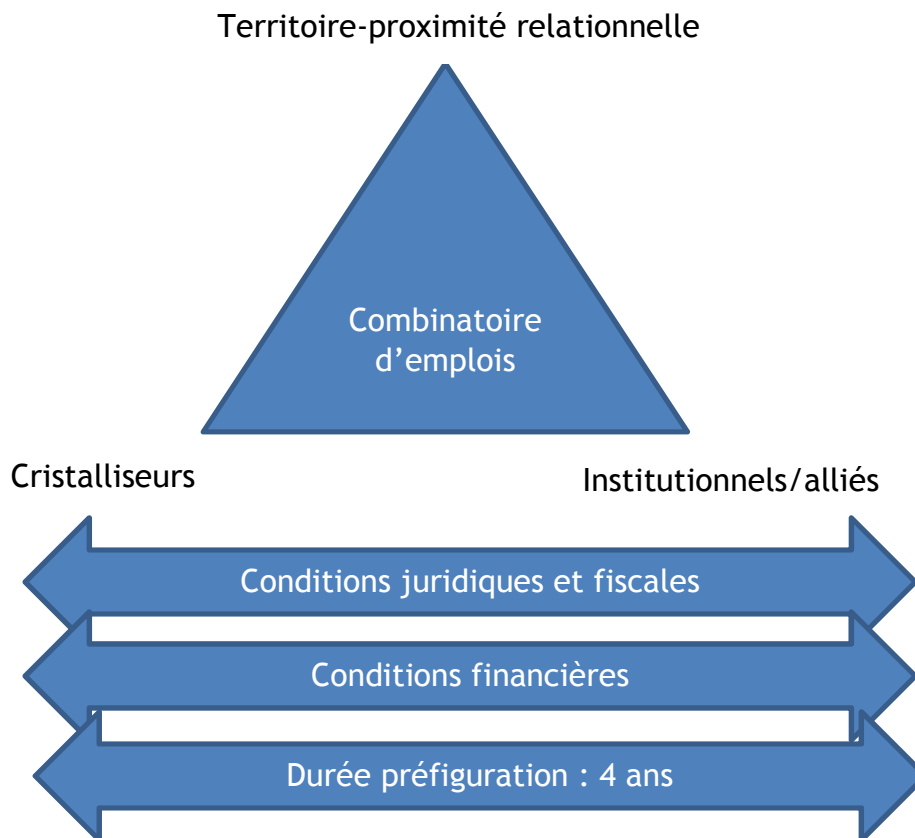 Territoire-proximité relationnelle
Combinatoire
d’emplois
Cristalliseurs
Institutionnels/alliés
Conditions juridiques et fiscales
Conditions financières
Durée préfiguration : 4 ans